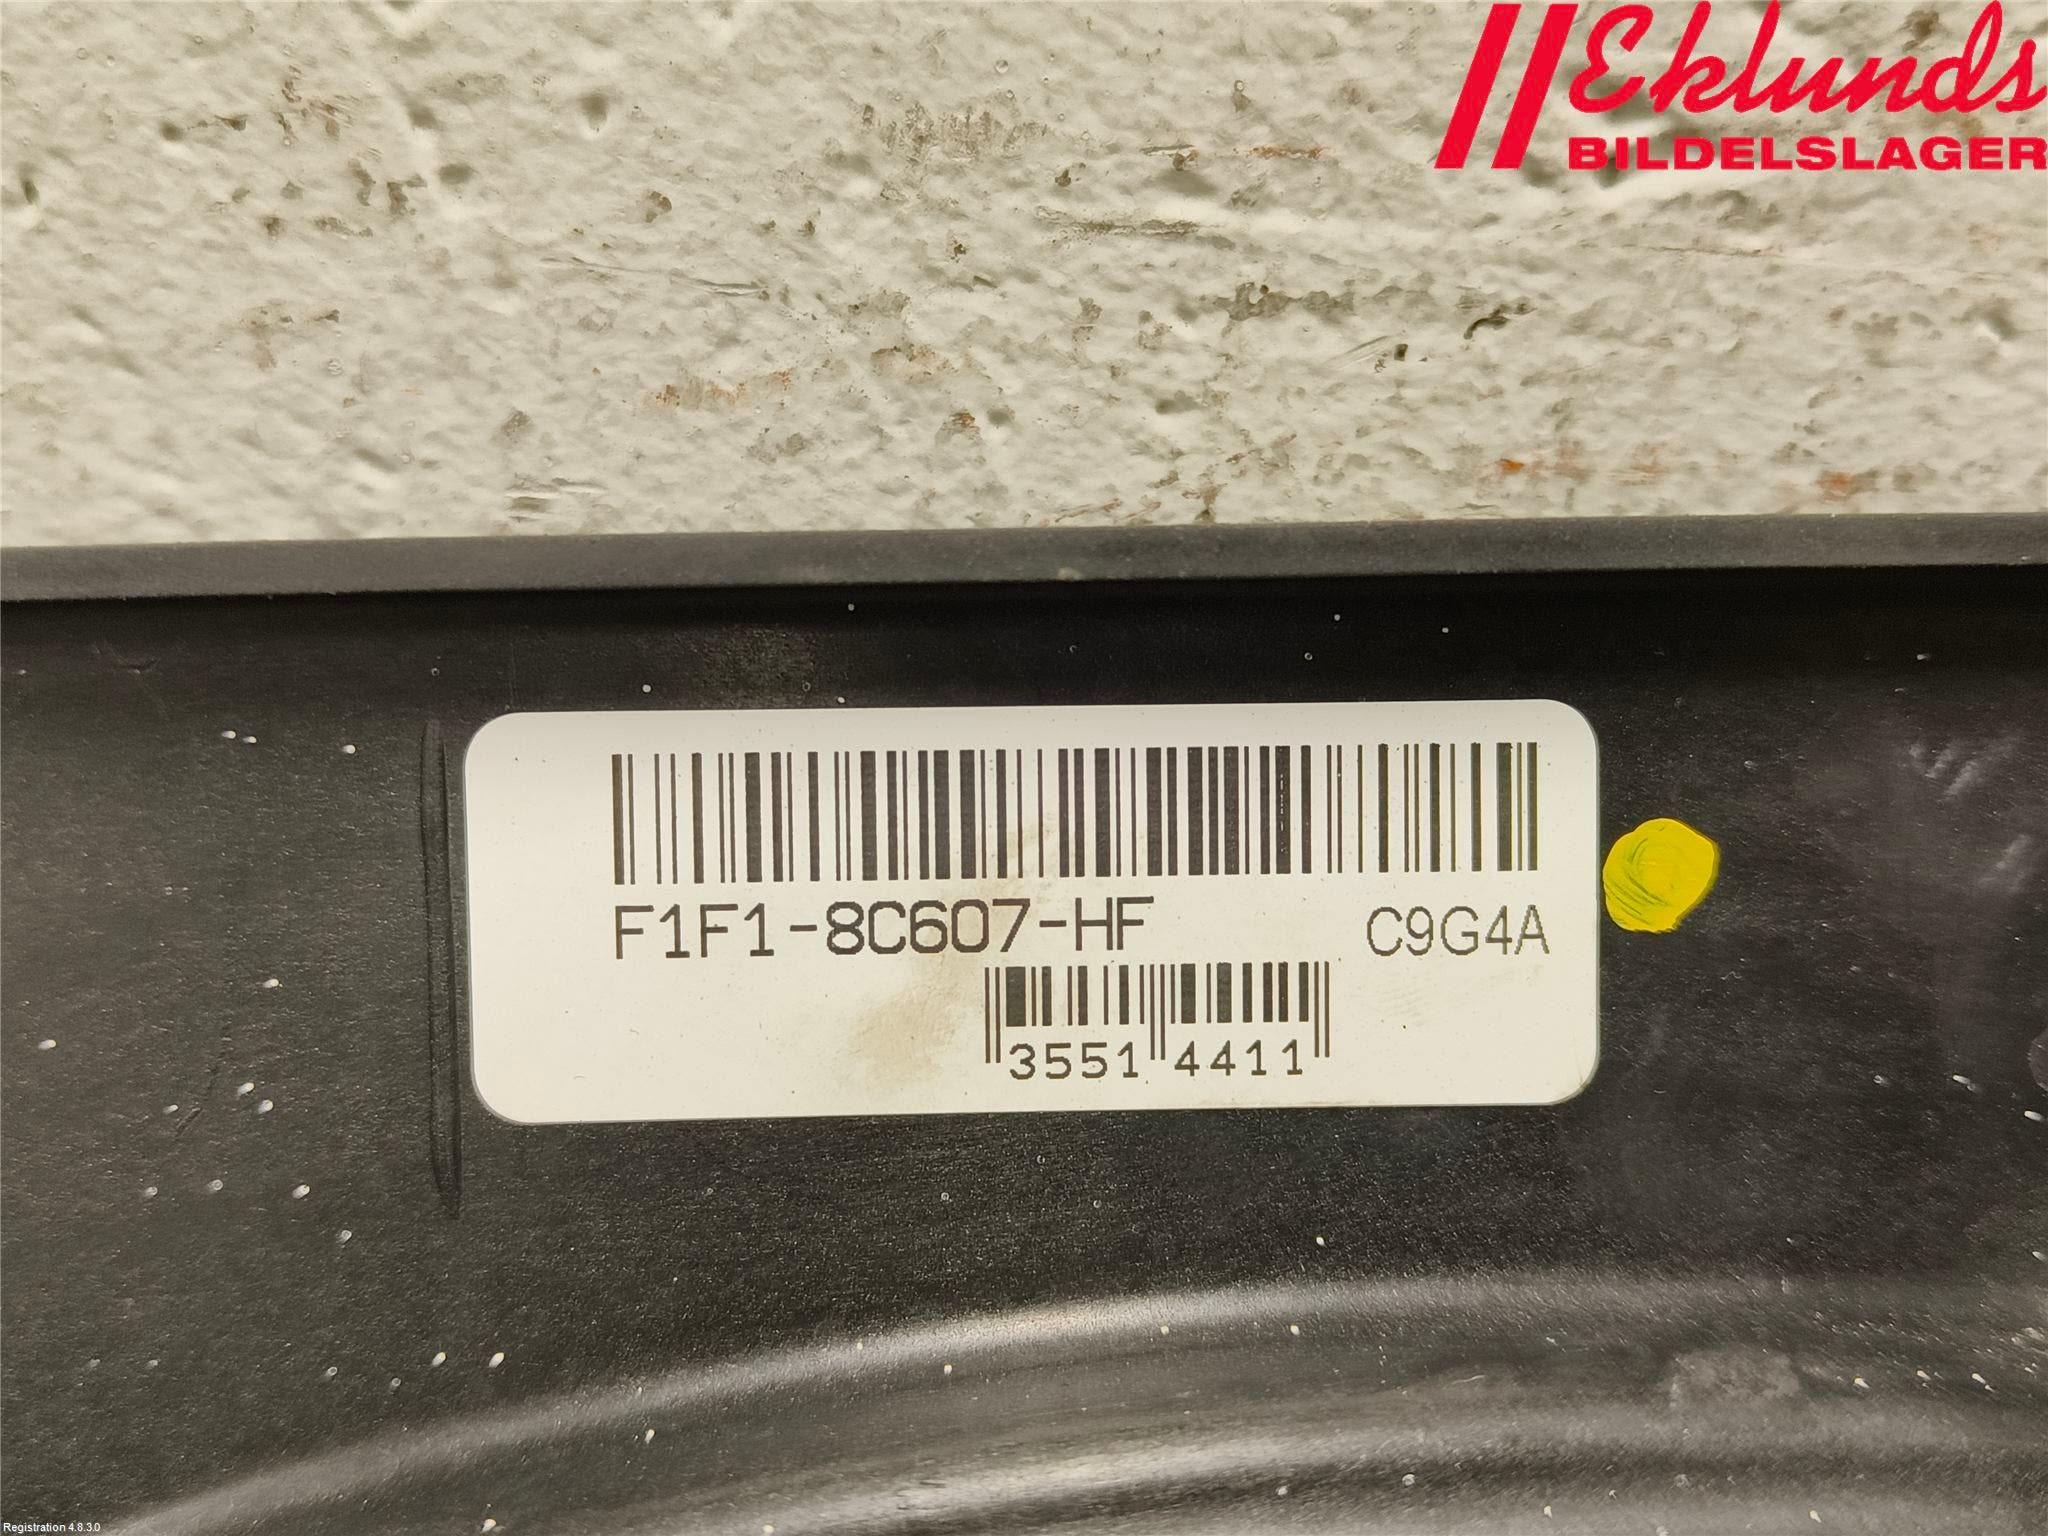 Eklunds
BILDELSLAGER
F1F1-8C607-HF C9G4A
3551 4411
Registration 4.8.3.0